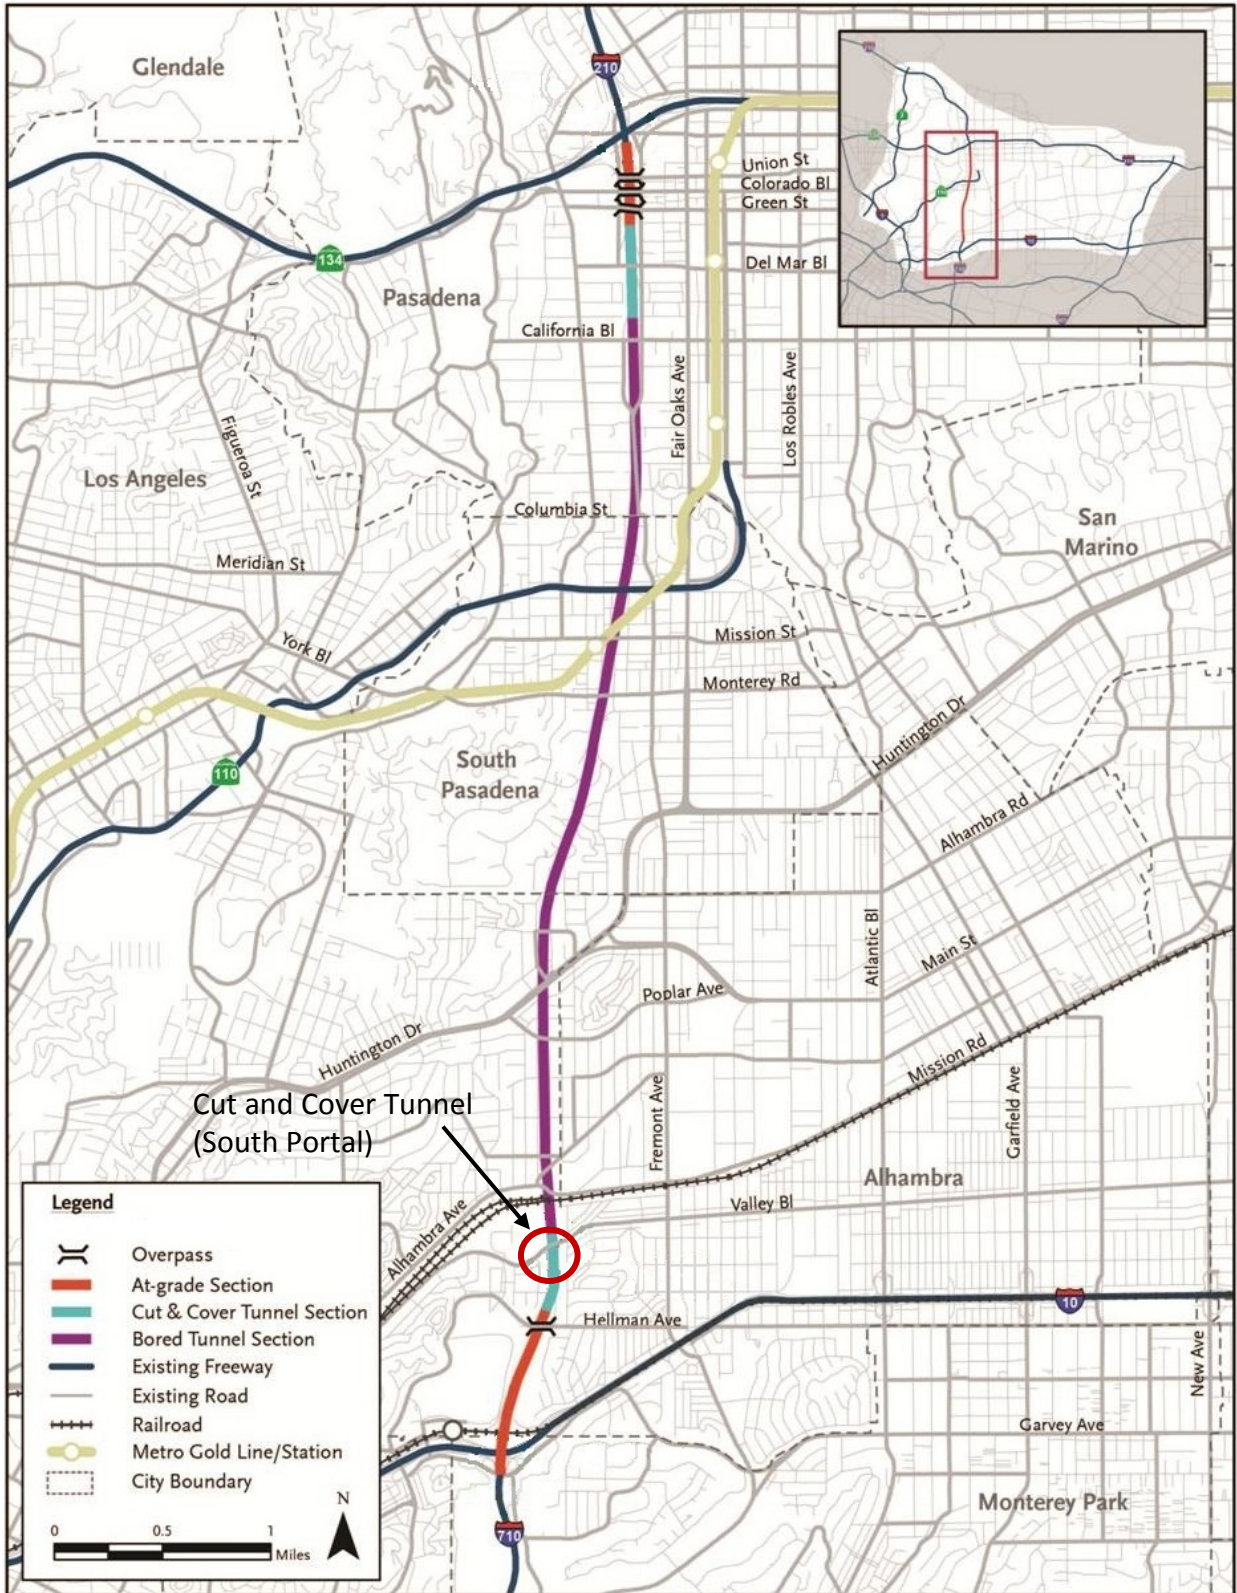 Glendale
210
Union St
Colorado Bl
Green St
134
Del Mar Bl
Pasadena
California Bl
Fair Oaks Ave
Los Robles Ave
Figueroa St
Los Angeles
Columbia St
San
Marino
Meridian St
York Bl
Mission St
Monterey Rd
Huntington Dr
South
Pasadena
110
Alhambra Rd
Atlantic Bl
Main St
Poplar Ave
Huntington Dr
Mission Rd
Fremont Ave
Garfield Ave
Cut and Cover Tunnel
(South Portal)
Alhambra
Valley Bl
Alhambra Ave
Hellman Ave
10
New Ave
Garvey Ave
Monterey Park
710
Legend
Overpass
At-grade Section
Cut & Cover Tunnel Section
Bored Tunnel Section
Existing Freeway
Existing Road
Railroad
Metro Gold Line/Station
City Boundary
N
0 0.5 1
Miles